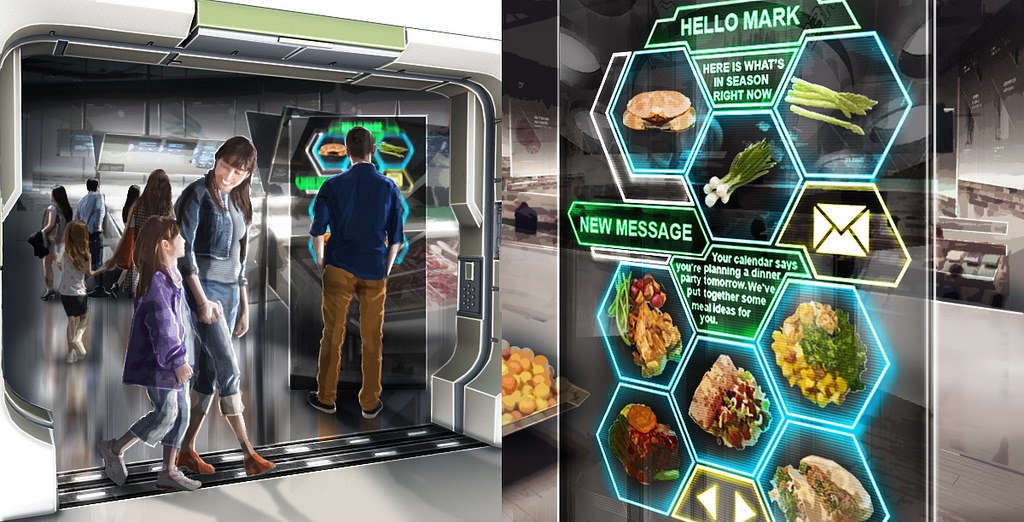 HELLO MARK
HERE IS WHAT'S
IN SEASON
RIGHT NOW
NEW MESSAGE
Your calendar says
you're planning a dinner
party tomorrow. We've
put together some
meal ideas for
you.